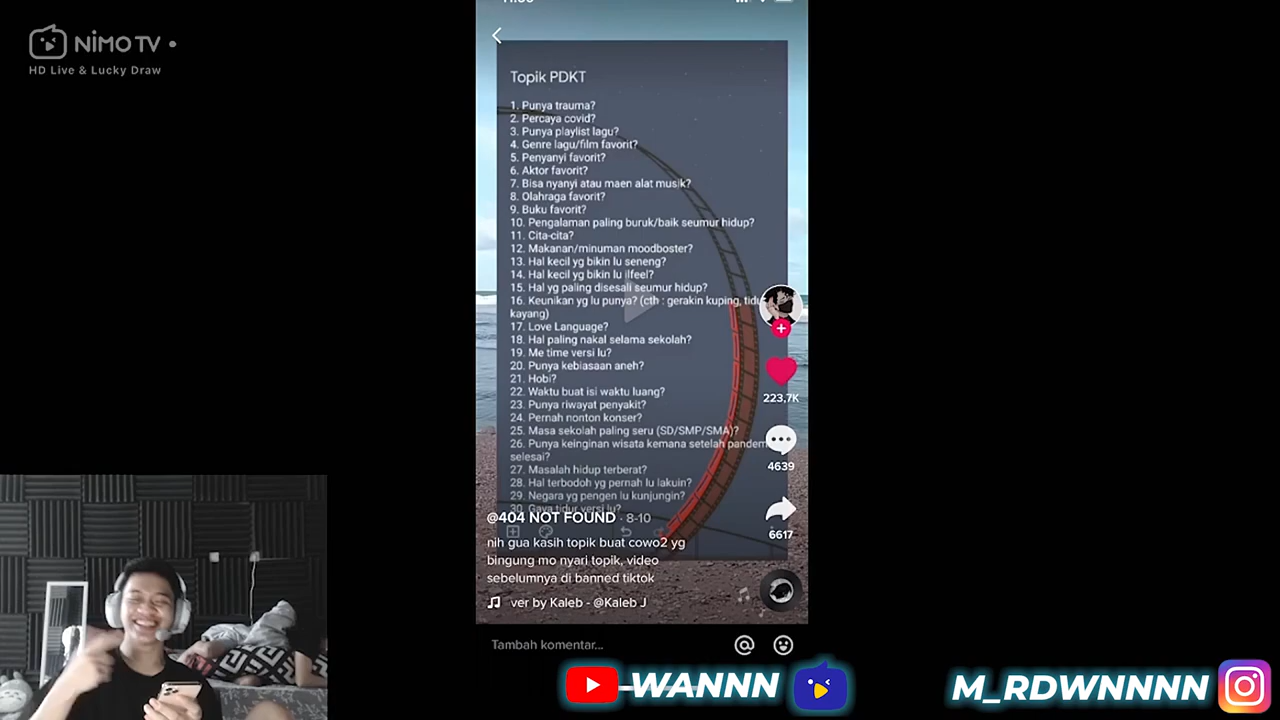 NIMO TV
HD Live & Lucky Draw
Topik PDKT
1. Punya trauma?
2. Percaya covid?
3. Punya playlist lagu?
4. Genre lagu/film favorit?
5. Penyanyi favorit?
6. Aktor favorit?
7. Bisa nyanyi atau maen alat musik?
8. Olahraga favorit?
9. Buku favorit?
10. Pengalaman paling buruk/baik seumur hidup?
11. Cita-cita?
12. Makanan/minuman moodboster?
13. Hal kecil yg bikin lu seneng?
14. Hal kecil yg bikin lu ilfeel?
15. Hal yg paling disesali seumur hidup?
16. Keunikan yg lu punya? (cth : gerakin kuping,
kayang)
17. Love Language?
18. Hal paling nakal selama sekolah?
19. Me time versi lu?
20. Punya kebiasaan aneh?
21. Hobi?
22. Waktu buat isi waktu luang?
23. Punya riwayat penyakit?
24. Pernah nonton konser?
25. Masa sekolah paling seru (SD/SMP/SMA)?
26. Punya keinginan wisata kemana setelah pandem
selesai?
27. Masalah hidup terberat?
28. Hal terbodoh yg pernah lu lakuin?
29. Negara yg pengen lu kunjungin?
30. Gaya tidur versi lu?
223,7K
4639
6617
@404 NOT FOUND · 8-10
nih gua kasih topik buat cowo2 yg
bingung mo nyari topik, video
sebelumnya di banned tiktok
ver by Kaleb - @Kaleb J
Tambah komentar...
WANNN
M_RDWNNNN